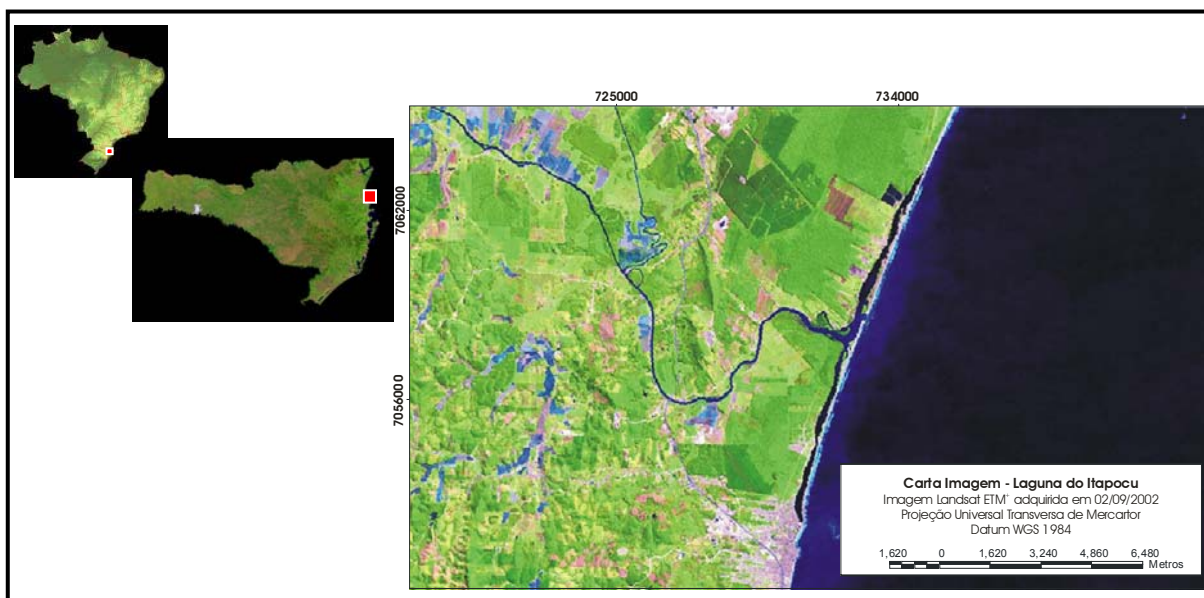 725000
734000
7062000
7056000
Carta Imagem - Laguna do Itapocu
Imagem Landsat ETM+ adquirida em 02/09/2002
Projeção Universal Transversa de Mercartor
Datum WGS 1984
1,620 0 1,620 3,240 4,860 6,480
Metros